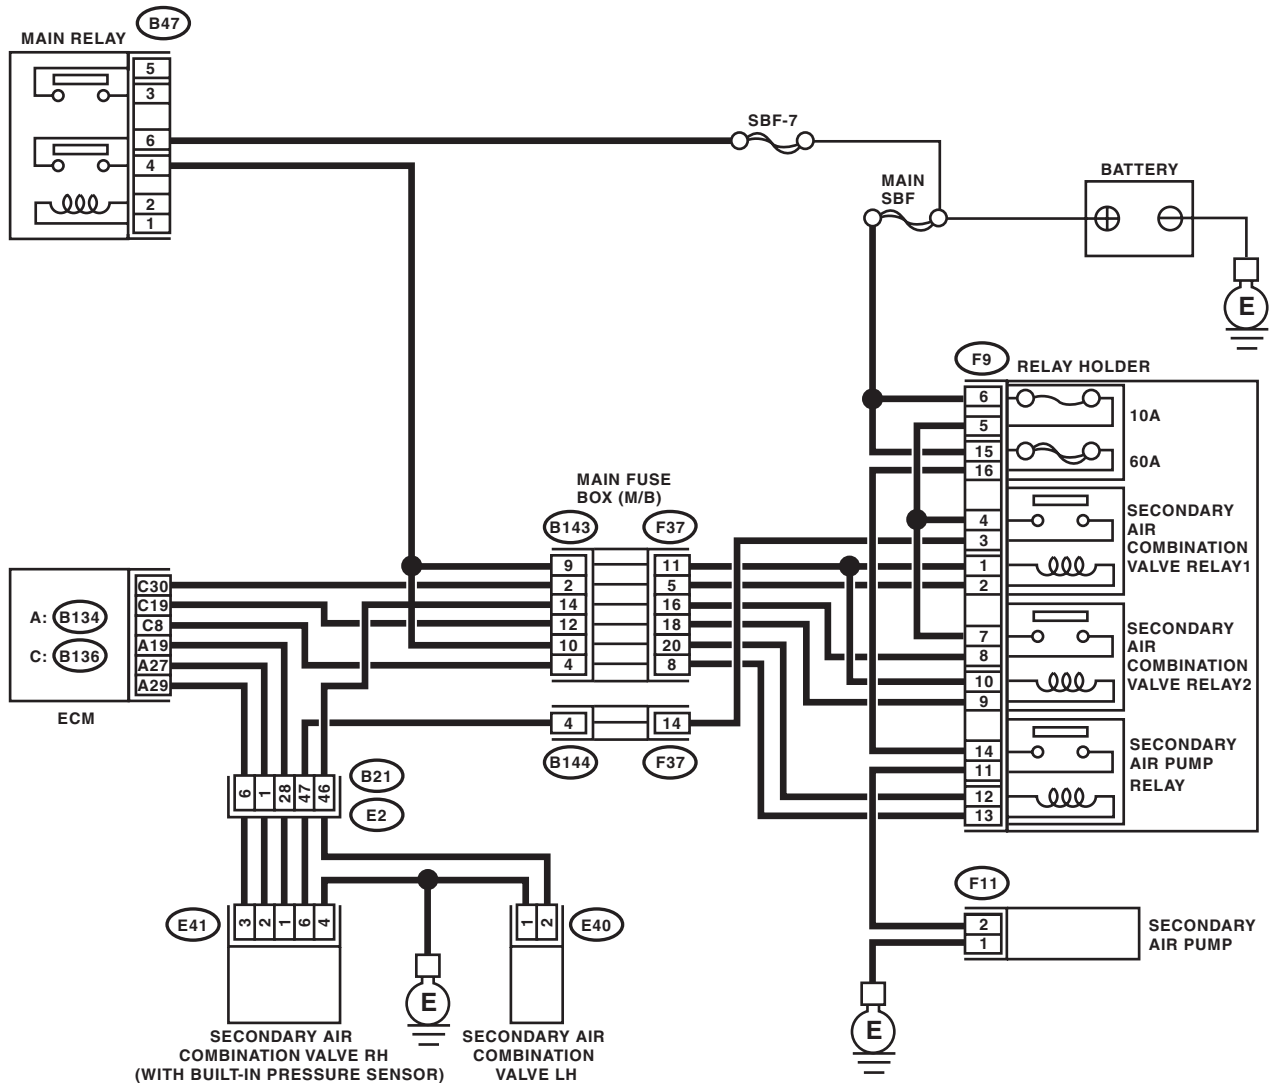 B47
MAIN RELAY
5
3
6
4
2
1
SBF-7
MAIN
SBF
BATTERY
E
F9
RELAY HOLDER
6
5
15
16
4
3
1
2
7
8
10
9
14
11
12
13
10A
60A
SECONDARY
AIR
COMBINATION
VALVE RELAY1
SECONDARY
AIR
COMBINATION
VALVE RELAY2
SECONDARY
AIR PUMP
RELAY
MAIN FUSE
BOX (M/B)
B143
F37
9
2
14
12
10
4
11
5
16
18
20
8
4
14
B144
F37
A: B134
C: B136
C30
C19
C8
A19
A27
A29
ECM
6
1
28
47
46
B21
E2
E41
3
2
1
6
4
1
2
E40
E
SECONDARY AIR
COMBINATION VALVE RH
(WITH BUILT-IN PRESSURE SENSOR)
SECONDARY AIR
COMBINATION
VALVE LH
F11
2
1
SECONDARY
AIR PUMP
E